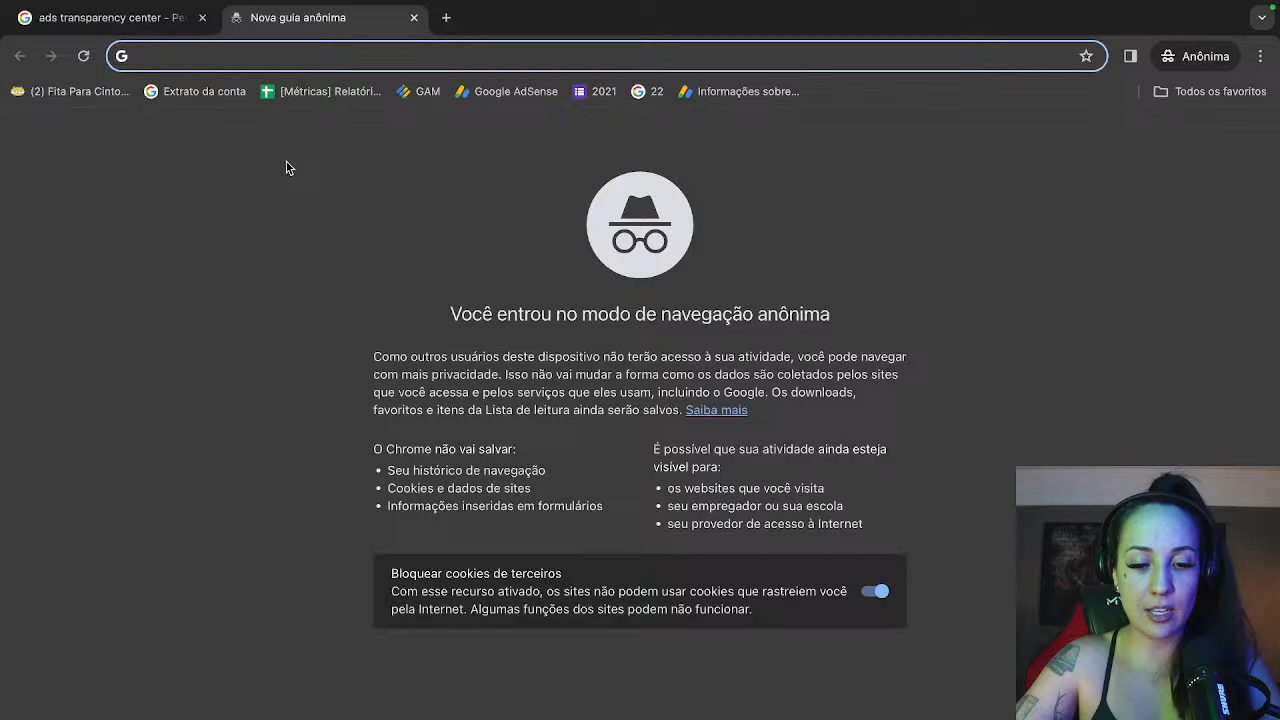 ads transparency center - Pe
Nova guia anônima
Anônima
(2) Fita Para Cinto...
Extrato da conta
[Métricas] Relatóri...
GAM
Google AdSense
2021
22
Informações sobre...
Todos os favoritos
Você entrou no modo de navegação anônima
Como outros usuários deste dispositivo não terão acesso à sua atividade, você pode navegar
com mais privacidade. Isso não vai mudar a forma como os dados são coletados pelos sites
que você acessa e pelos serviços que eles usam, incluindo o Google. Os downloads,
favoritos e itens da Lista de leitura ainda serão salvos. Saiba mais
O Chrome não vai salvar:
• Seu histórico de navegação
• Cookies e dados de sites
• Informações inseridas em formulários
É possível que sua atividade ainda esteja
visível para:
• os websites que você visita
• seu empregador ou sua escola
• seu provedor de acesso à Internet
Bloquear cookies de terceiros
Com esse recurso ativado, os sites não podem usar cookies que rastreiem você
pela Internet. Algumas funções dos sites podem não funcionar.